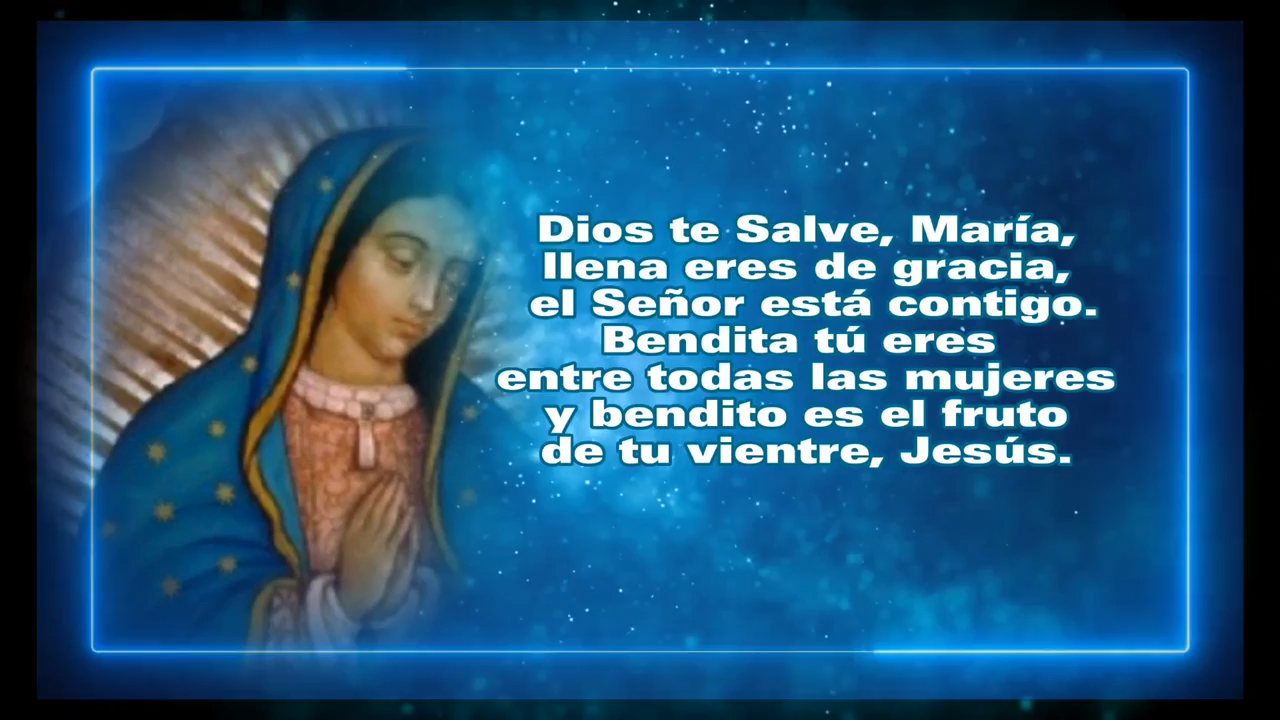 Dios te Salve, María,
llena eres de gracia,
el Señor está contigo.
Bendita tú eres
entre todas las mujeres
y bendito es el fruto
de tu vientre, Jesús.